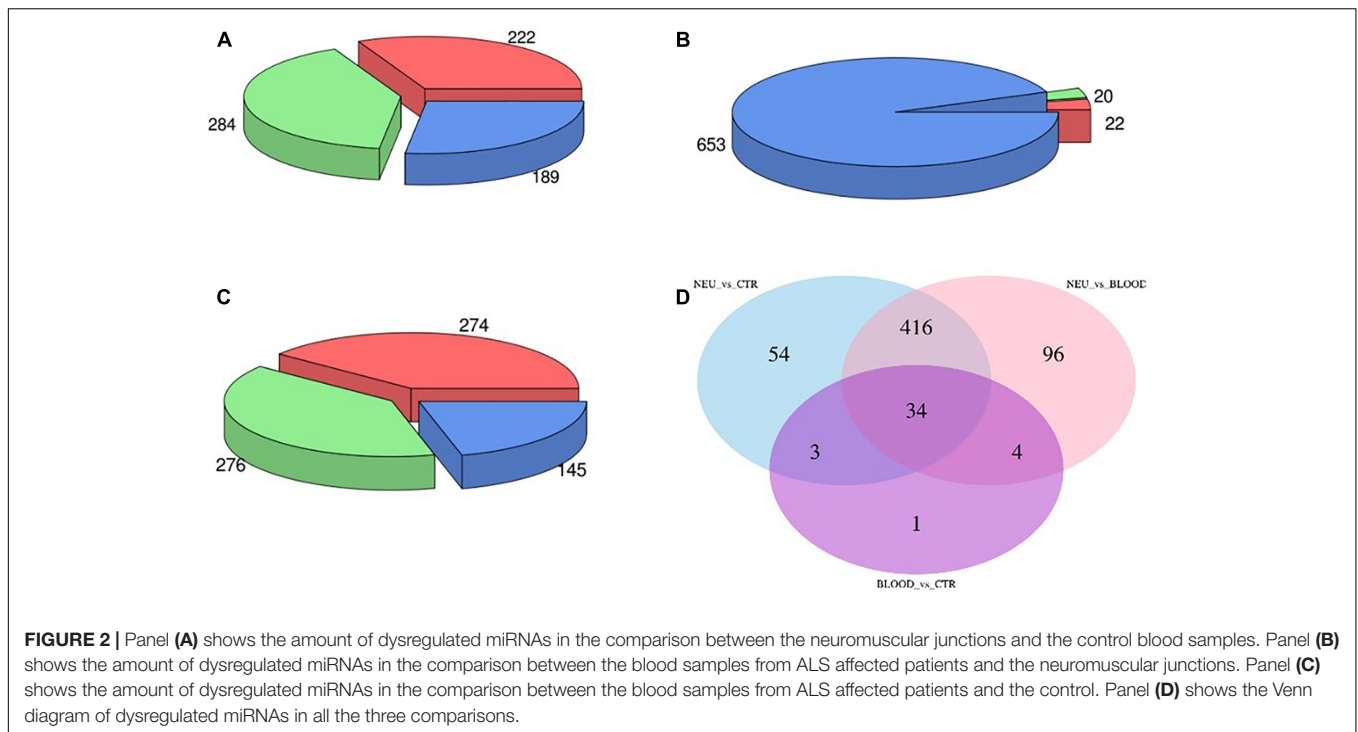 A
222
284
189
B
20
22
653
C
274
276
145
D
NEU_vs_CTR
NEU_vs_BLOOD
416
54
96
34
3
4
1
BLOOD_vs_CTR
FIGURE 2 | Panel (A) shows the amount of dysregulated miRNAs in the comparison between the neuromuscular junctions and the control blood samples. Panel (B)
shows the amount of dysregulated miRNAs in the comparison between the blood samples from ALS affected patients and the neuromuscular junctions. Panel (C)
shows the amount of dysregulated miRNAs in the comparison between the blood samples from ALS affected patients and the control. Panel (D) shows the Venn
diagram of dysregulated miRNAs in all the three comparisons.